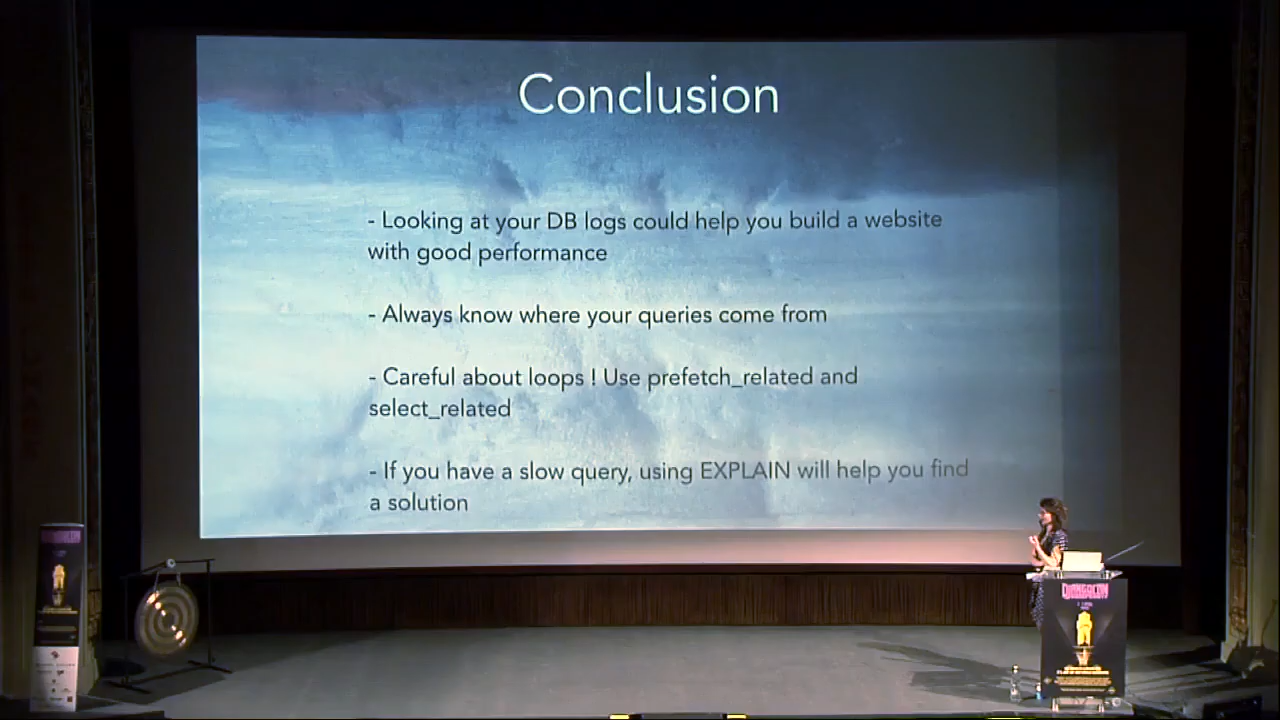 Conclusion
- Looking at your DB logs could help you build a website
with good performance
- Always know where your queries come from
- Careful about loops ! Use prefetch_related and
select_related
- If you have a slow query, using EXPLAIN will help you find
a solution
DJANGOCON